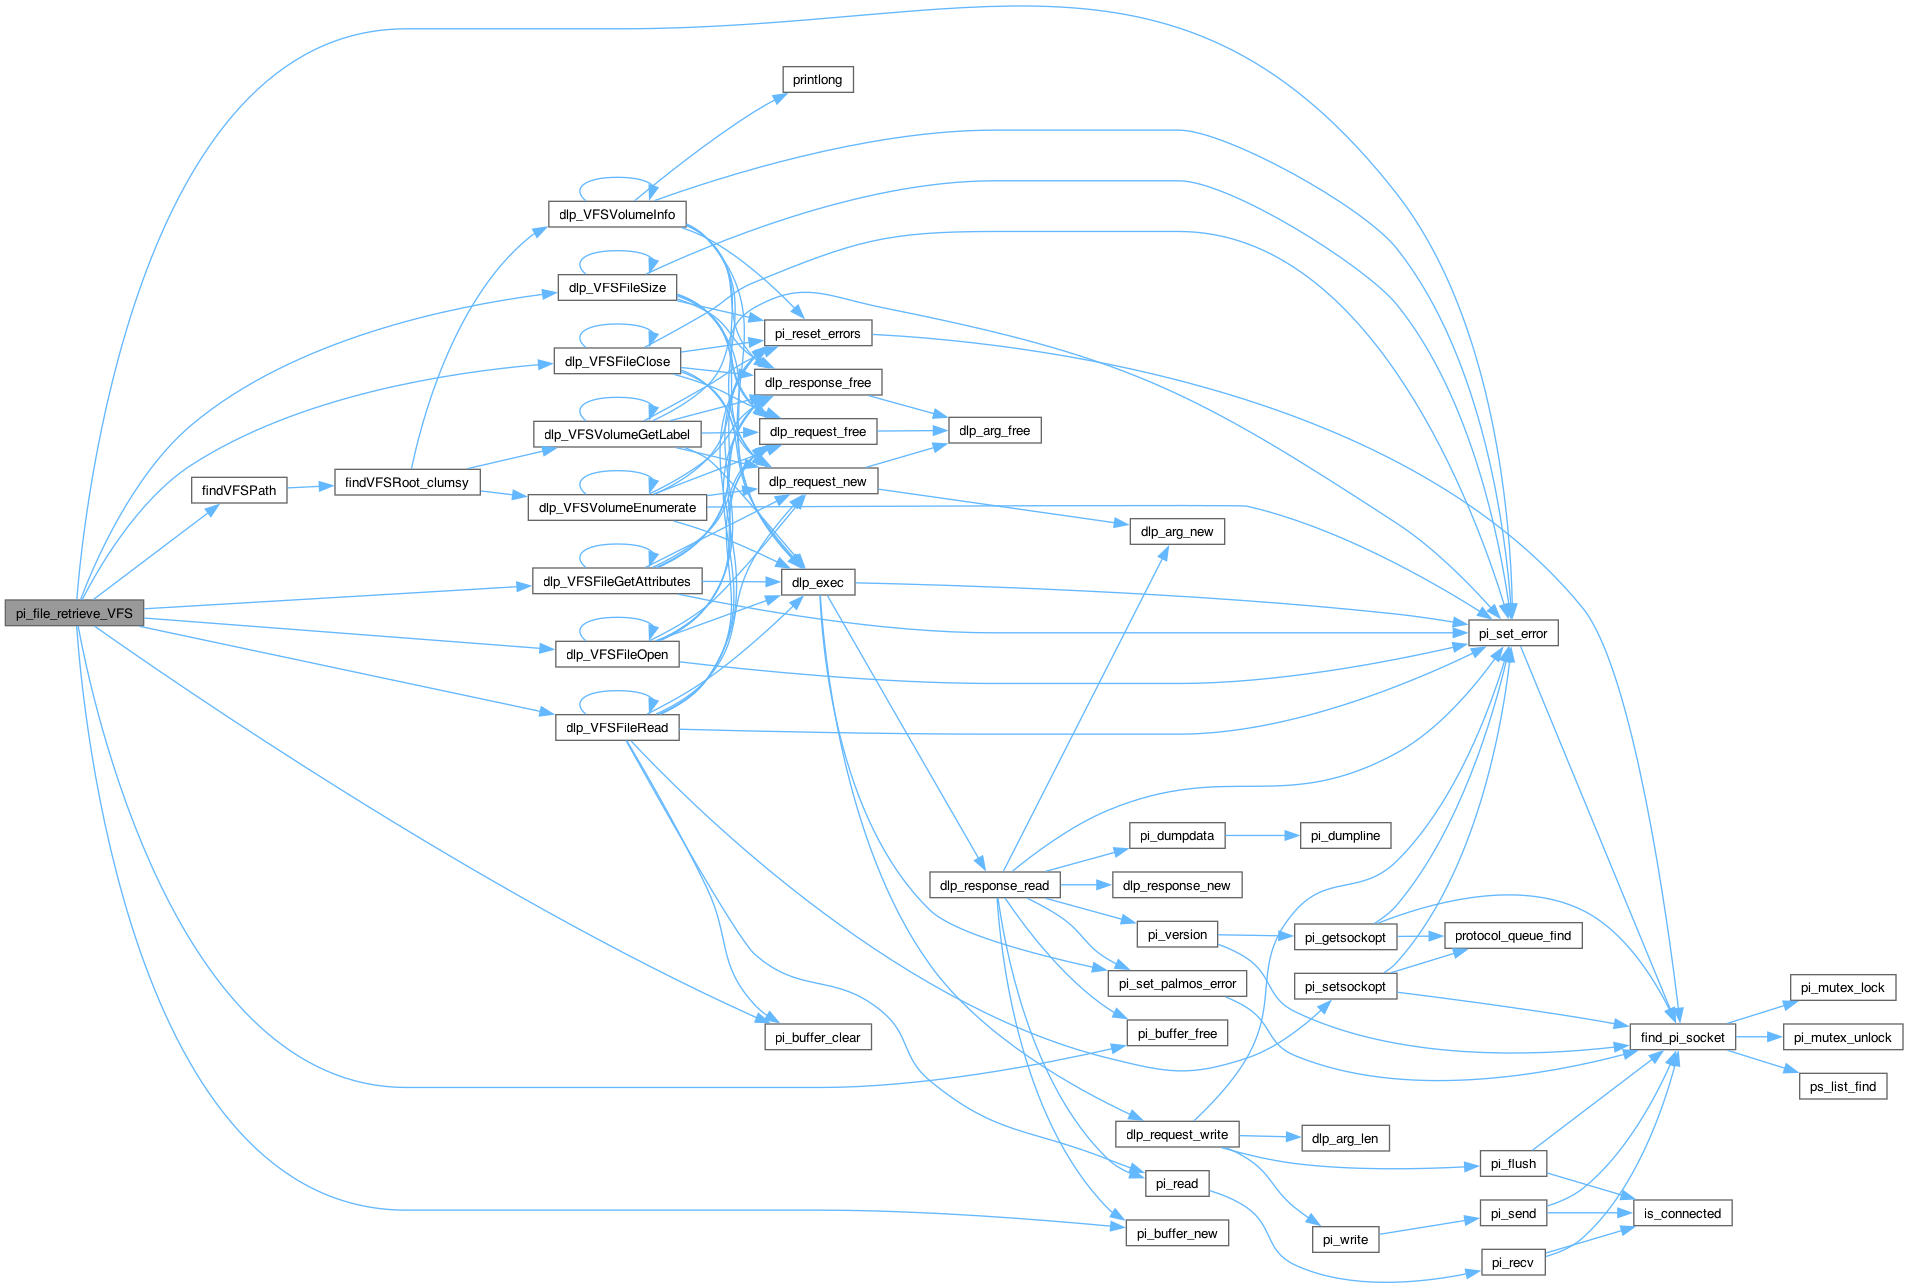 pi_file_retrieve_VFS
findVFSPath
findVFSRoot_clumsy
dlp_VFSVolumeInfo
dlp_VFSFileSize
dlp_VFSFileClose
dlp_VFSVolumeGetLabel
dlp_VFSVolumeEnumerate
dlp_VFSFileGetAttributes
dlp_VFSFileOpen
dlp_VFSFileRead
printlong
pi_reset_errors
dlp_response_free
dlp_request_free
dlp_request_new
dlp_exec
pi_buffer_clear
dlp_arg_free
dlp_response_read
dlp_arg_new
pi_dumpdata
dlp_response_new
pi_version
pi_set_palmos_error
pi_buffer_free
dlp_request_write
pi_read
pi_buffer_new
pi_dumpline
pi_getsockopt
pi_setsockopt
dlp_arg_len
pi_write
pi_set_error
protocol_queue_find
pi_flush
pi_send
pi_recv
find_pi_socket
is_connected
pi_mutex_lock
pi_mutex_unlock
ps_list_find